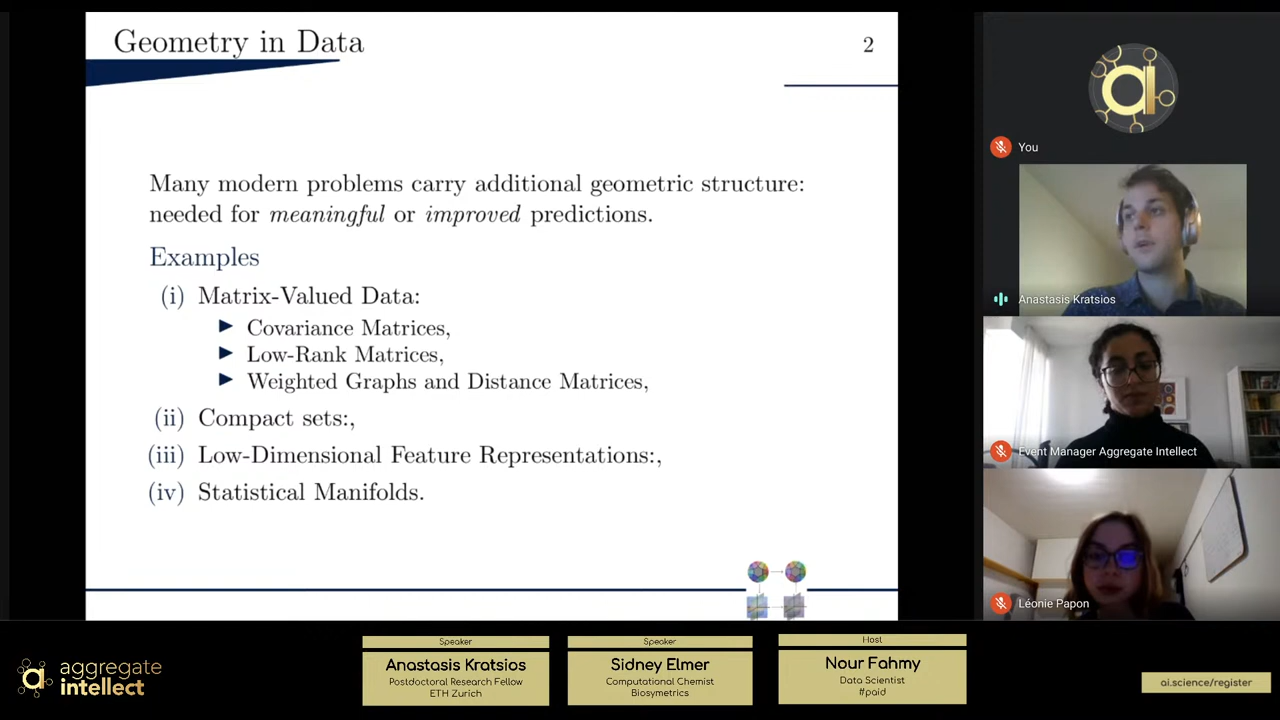 Geometry in Data
2
Many modern problems carry additional geometric structure:
needed for meaningful or improved predictions.
Examples
(i) Matrix-Valued Data:
▶ Covariance Matrices,
▶ Low-Rank Matrices,
▶ Weighted Graphs and Distance Matrices,
(ii) Compact sets:,
(iii) Low-Dimensional Feature Representations:,
(iv) Statistical Manifolds.
You
Anastasis Kratsios
Event Manager Aggregate Intellect
Léonie Papon
aggregate
intellect
Speaker
Anastasis Kratsios
Postdoctoral Research Fellow
ETH Zurich
Speaker
Sidney Elmer
Computational Chemist
Biosymetrics
Host
Nour Fahmy
Data Scientist
#paid
ai.science/register